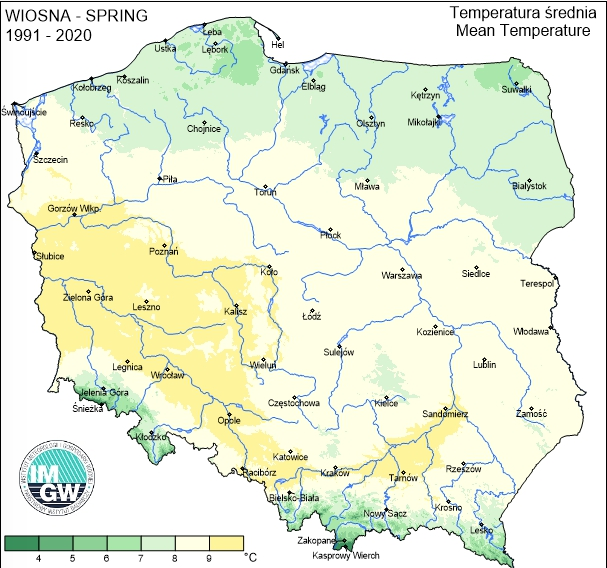 WIOSNA - SPRING
1991 - 2020
Temperatura średnia
Mean Temperature
Łeba
Hel
Ustka
Lębork
Gdańsk
Koszalin
Kołobrzeg
Elbląg
Kętrzyn
Suwałki
Świnoujście
Resko
Chojnice
Olsztyn
Mikołajki
Szczecin
Piła
Toruń
Mława
Białystok
Gorzów Wlkp.
Płock
Słubice
Poznań
Koło
Warszawa
Siedlce
Terespol
Zielona Góra
Leszno
Kalisz
Łódź
Kozienice
Włodawa
Sulejów
Legnica
Wrocław
Wieluń
Lublin
Jelenia Góra
Śnieżka
Częstochowa
Kielce
Sandomierz
Zamość
Opole
Kłodzko
Katowice
Racibórz
Kraków
Tarnów
Rzeszów
Bielsko-Biała
Nowy Sącz
Krosno
Lesko
Zakopane
Kasprowy Wierch
IM
GW
4 5 6 7 8 9 °C